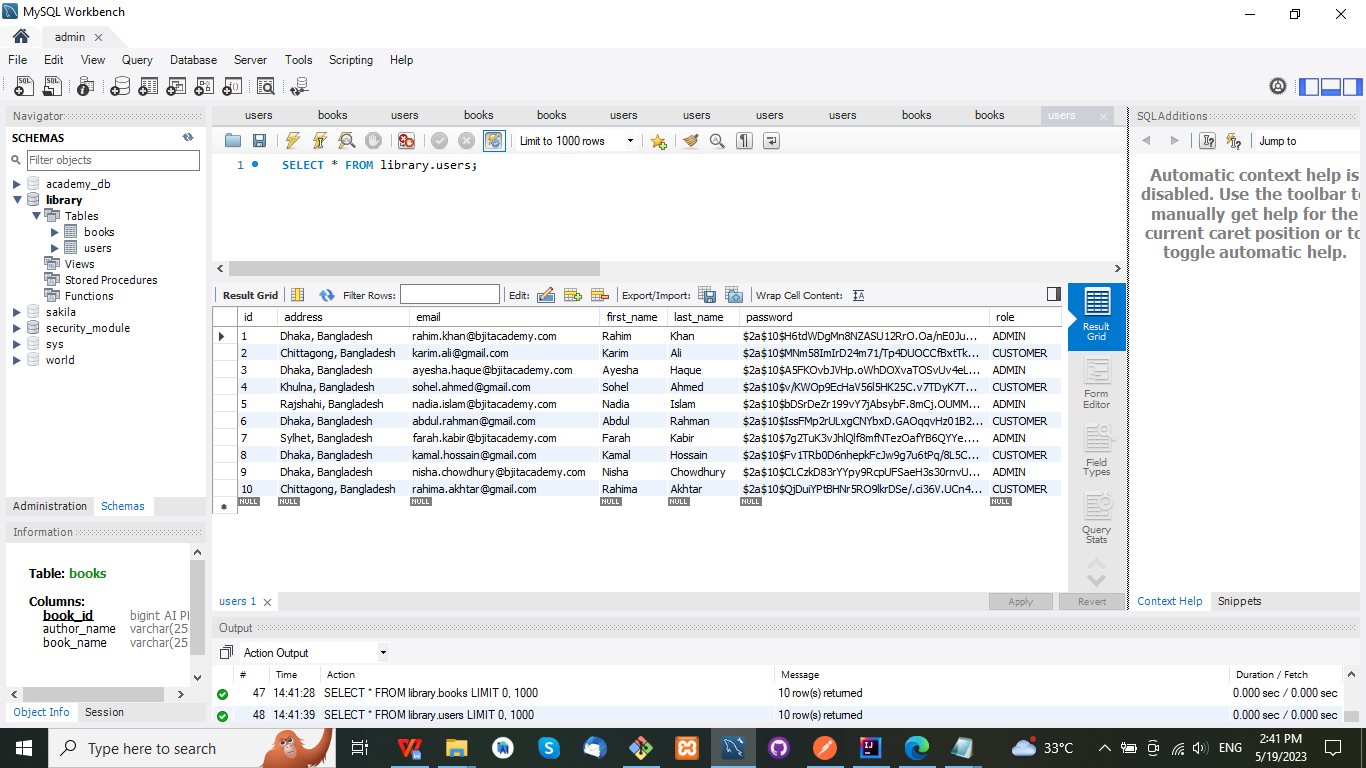 MySQL Workbench
admin
File Edit View Query Database Server Tools Scripting Help
Navigator
SCHEMAS
Filter objects
academy_db
library
Tables
books
users
Views
Stored Procedures
Functions
sakila
security_module
sys
world
Administration Schemas
Information
Table: books
Columns:
book_id bigint AI P
author_name varchar(25
book_name varchar(25
Object Info Session
users books users books books users users users users books books users
Limit to 1000 rows
1 SELECT * FROM library.users;
Result Grid Filter Rows: Edit: Export/Import: Wrap Cell Content:
id address email first_name last_name password role
1 Dhaka, Bangladesh rahim.khan@bjitacademy.com Rahim Khan $2a$10$H6tdWDgMn8NZASU12RrO.Oa/nE0Ju... ADMIN
2 Chittagong, Bangladesh karim.ali@gmail.com Karim Ali $2a$10$MNm58ImIrD24m71/Tp4DUOCCfBxtTk... CUSTOMER
3 Dhaka, Bangladesh ayesha.haque@bjitacademy.com Ayesha Haque $2a$10$A5FKOvbJVHp.oWhDOXvaTOSvUv4eL... ADMIN
4 Khulna, Bangladesh sohel.ahmed@gmail.com Sohel Ahmed $2a$10$v/KWOp9EcHaV56l5HK25C.v7TDyK7T... CUSTOMER
5 Rajshahi, Bangladesh nadia.islam@bjitacademy.com Nadia Islam $2a$10$bDSrDeZr199vY7jAbsybF.8mCj.OUMM... ADMIN
6 Dhaka, Bangladesh abdul.rahman@gmail.com Abdul Rahman $2a$10$IssFMp2rULxgCNYbxD.GAOqqvHz01B2... CUSTOMER
7 Sylhet, Bangladesh farah.kabir@bjitacademy.com Farah Kabir $2a$10$7g2TuK3vJhlQlf8mfNTezOafYB6QYYe.... ADMIN
8 Dhaka, Bangladesh kamal.hossain@gmail.com Kamal Hossain $2a$10$Fv1TRb0D6nhepkFcJw9g7u6tPq/8L5C... CUSTOMER
9 Dhaka, Bangladesh nisha.chowdhury@bjitacademy.com Nisha Chowdhury $2a$10$CLCzkD83rYYpy9RcpUFSaeH3s30rnvU... ADMIN
10 Chittagong, Bangladesh rahima.akhtar@gmail.com Rahima Akhtar $2a$10$QjDuiYPtBHNr5RO9lkrDSe/.ci36V.UCn4... CUSTOMER
NULL NULL NULL NULL NULL NULL NULL
Result Grid
Form Editor
Field Types
Query Stats
users 1 Apply Revert
SQLAdditions
Jump to
Automatic context help is
disabled. Use the toolbar to
manually get help for the
current caret position or to
toggle automatic help.
Context Help Snippets
Output
Action Output
# Time Action Message Duration / Fetch
47 14:41:28 SELECT * FROM library.books LIMIT 0, 1000 10 row(s) returned 0.000 sec / 0.000 sec
48 14:41:39 SELECT * FROM library.users LIMIT 0, 1000 10 row(s) returned 0.000 sec / 0.000 sec
Type here to search
33°C
ENG
2:41 PM
5/19/2023